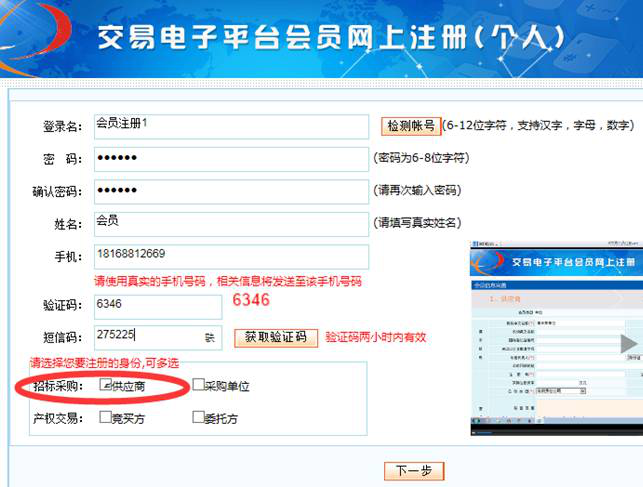 交易电子平台会员网上注册(个人)
登录名: 会员注册1 检测帐号 (6-12位字符，支持汉字，字母，数字)
密 码: ●●●●●● (密码为6-8位字符)
确认密码: ●●●●●● (请再次输入密码)
姓名: 会员 (请填写真实姓名)
手机: 18168812669
请使用真实的手机号码，相关信息将发送至该手机号码
验证码: 6346 6346
短信码: 275225 获取验证码 验证码两小时内有效
请选择您要注册的身份,可多选
招标采购: 供应商 采购单位
产权交易: 竞买方 委托方
下一步
交易电子平台会员网上注册
1、供应商